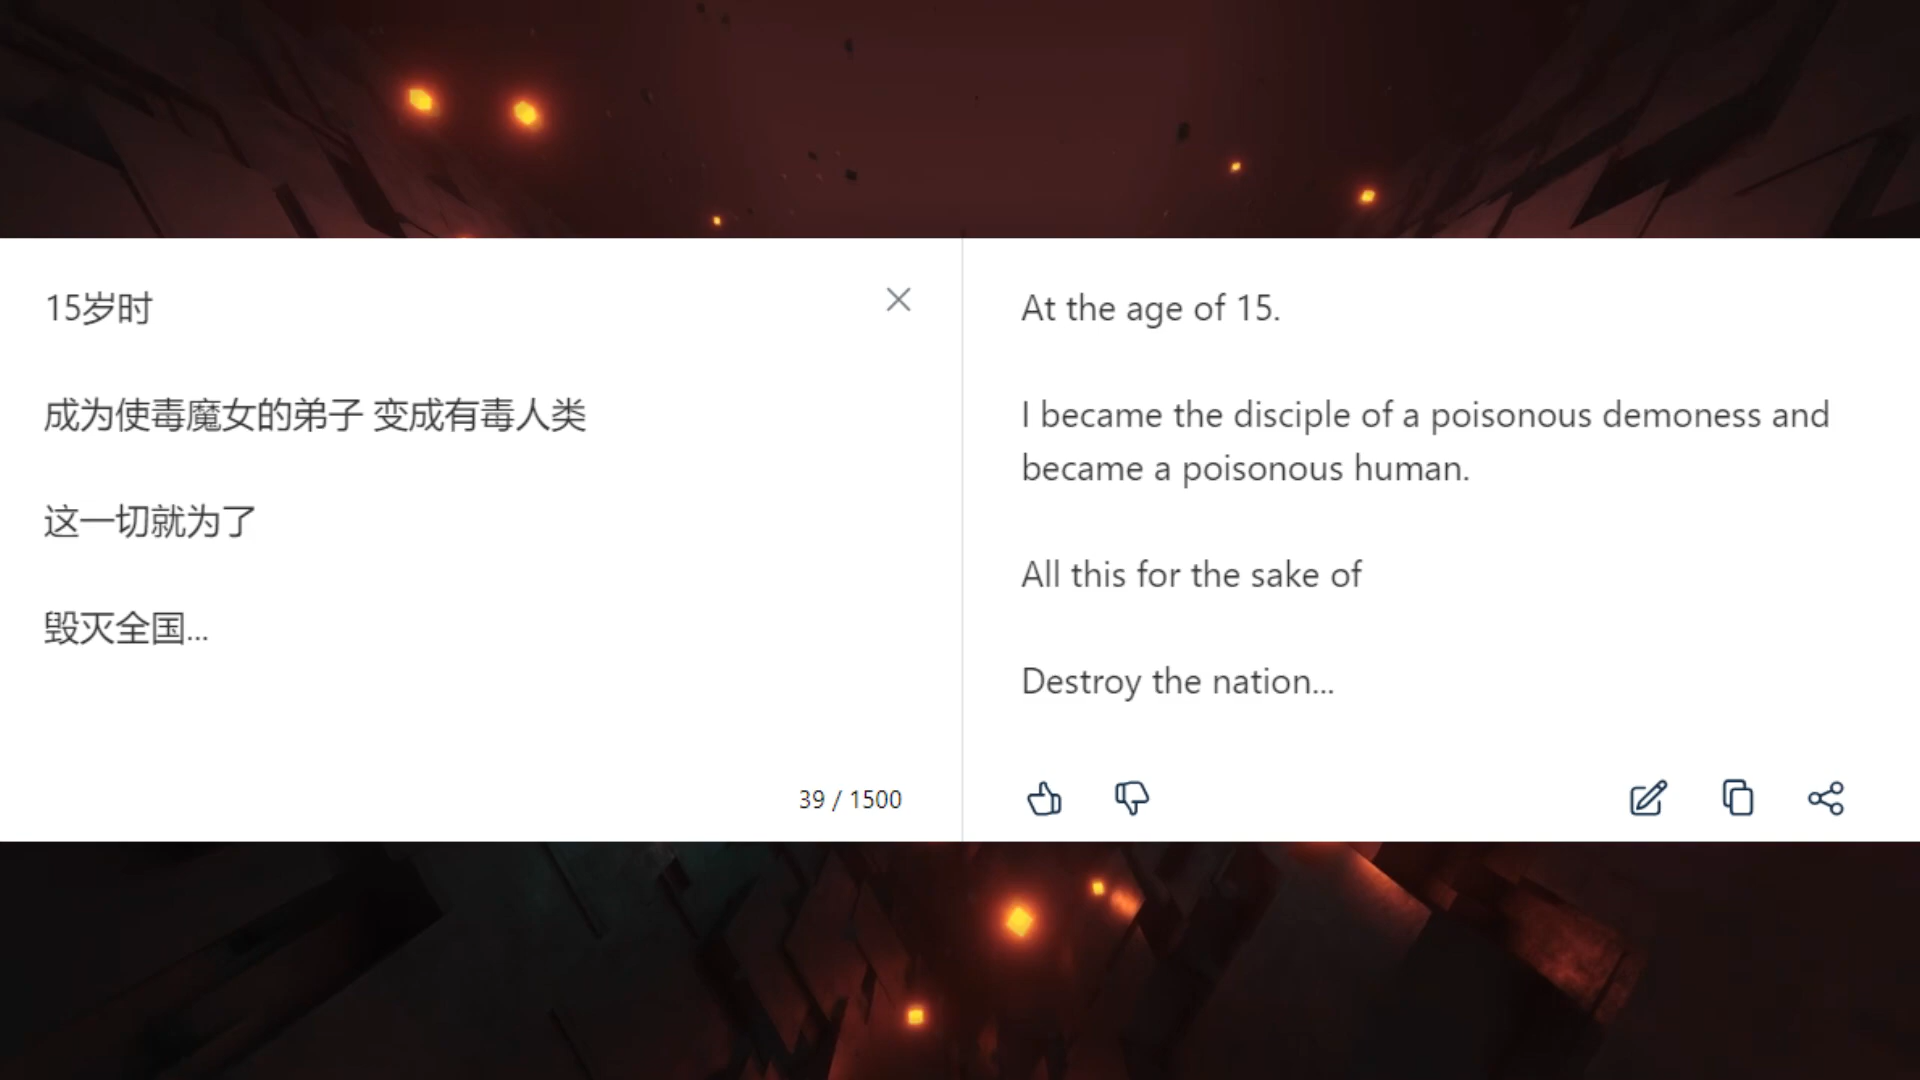 15岁时
成为使毒魔女的弟子 变成有毒人类
这一切就为了
毁灭全国...
39 / 1500
At the age of 15.
I became the disciple of a poisonous demoness and
became a poisonous human.
All this for the sake of
Destroy the nation...